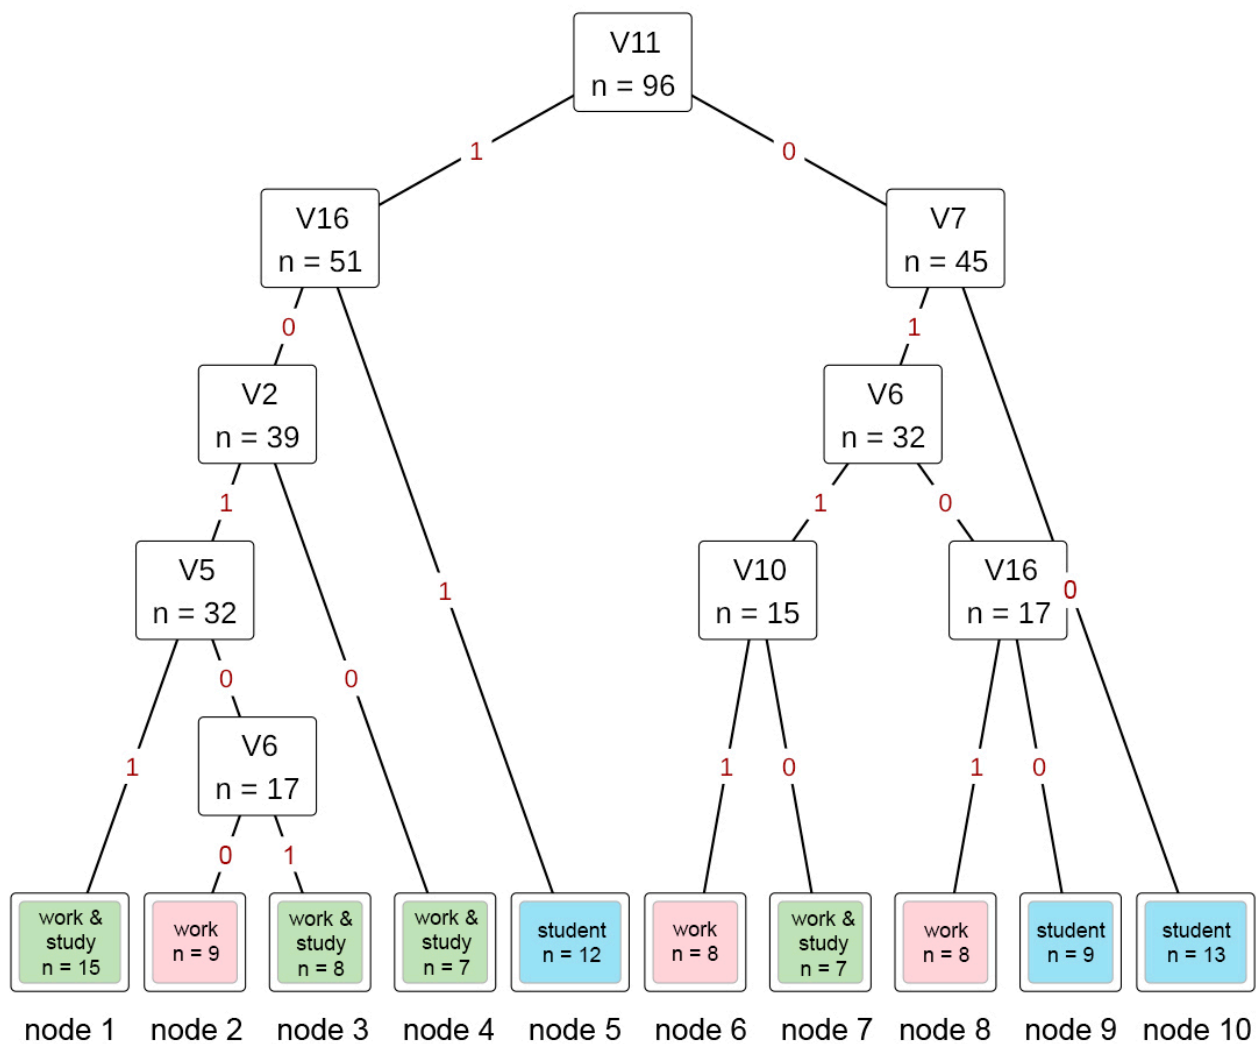 V11
n = 96
1
0
V16
n = 51
V7
n = 45
0
1
V2
n = 39
V6
n = 32
1
1
0
V5
n = 32
1
V10
n = 15
V16
n = 17
0
0
0
V6
n = 17
1
1
0
1
0
0
1
work &
study
n = 15
work
n = 9
work &
study
n = 8
work &
study
n = 7
student
n = 12
work
n = 8
work &
study
n = 7
work
n = 8
student
n = 9
student
n = 13
node 1
node 2
node 3
node 4
node 5
node 6
node 7
node 8
node 9
node 10